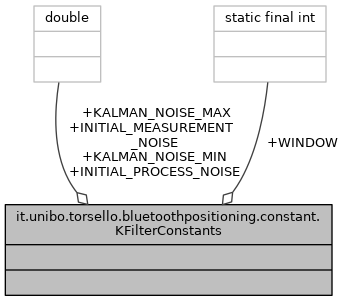 double
static final int
+KALMAN_NOISE_MAX
+INITIAL_MEASUREMENT
_NOISE
+KALMAN_NOISE_MIN
+INITIAL_PROCESS_NOISE
+WINDOW
it.unibo.torsello.bluetoothpositioning.constant.
KFilterConstants